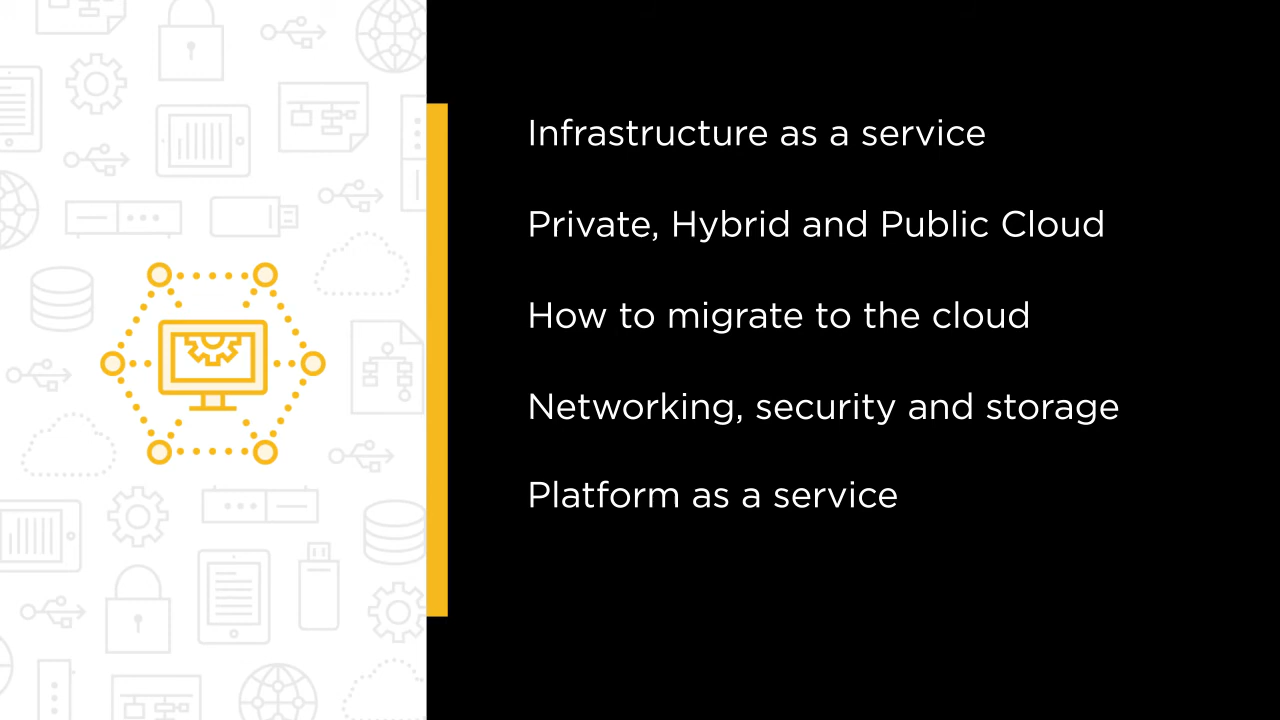 Infrastructure as a service
Private, Hybrid and Public Cloud
How to migrate to the cloud
Networking, security and storage
Platform as a service